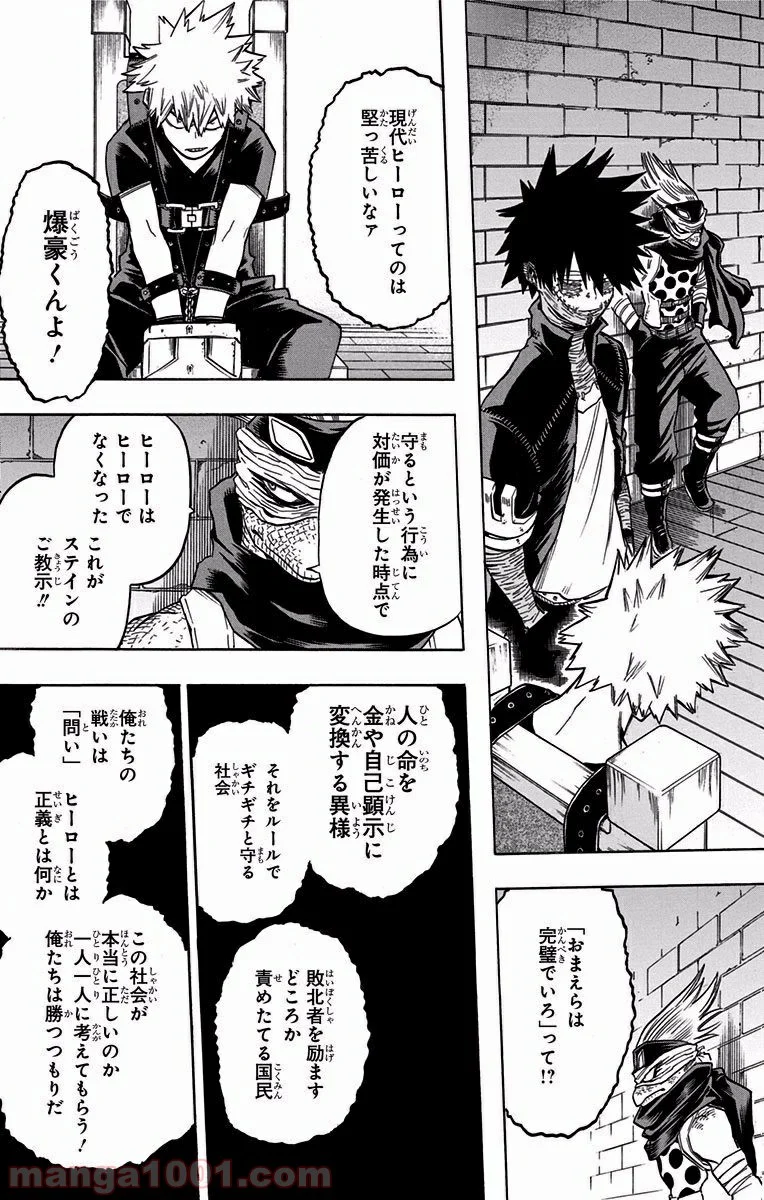 「おまえらは
完璧でいろ」って!?
現代ヒーローってのは
堅っ苦しいなァ
爆豪くんよ!
守るという行為に
対価が発生した時点で
ヒーローは
ヒーローで
なくなった
これが
ステインの
ご教示!!
人の命を
金や自己顕示に
変換する異様
それをルールで
ギチギチと守る
社会
敗北者を励ます
どころか
責めたてる国民
俺たちの
戦いは
「問い」
ヒーローとは
正義とは何か
この社会が
本当に正しいのか
一人一人に考えてもらう!
俺たちは勝つつもりだ
manga1001.com